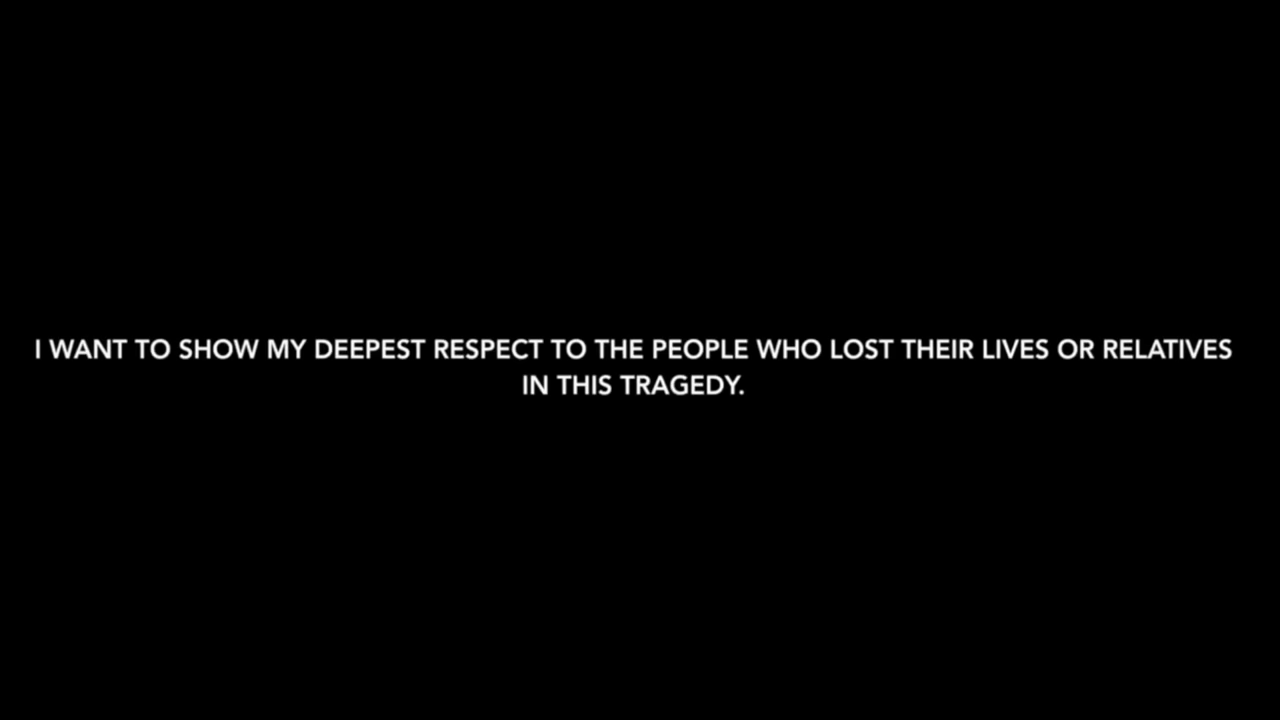 I WANT TO SHOW MY DEEPEST RESPECT TO THE PEOPLE WHO LOST THEIR LIVES OR RELATIVES
IN THIS TRAGEDY.